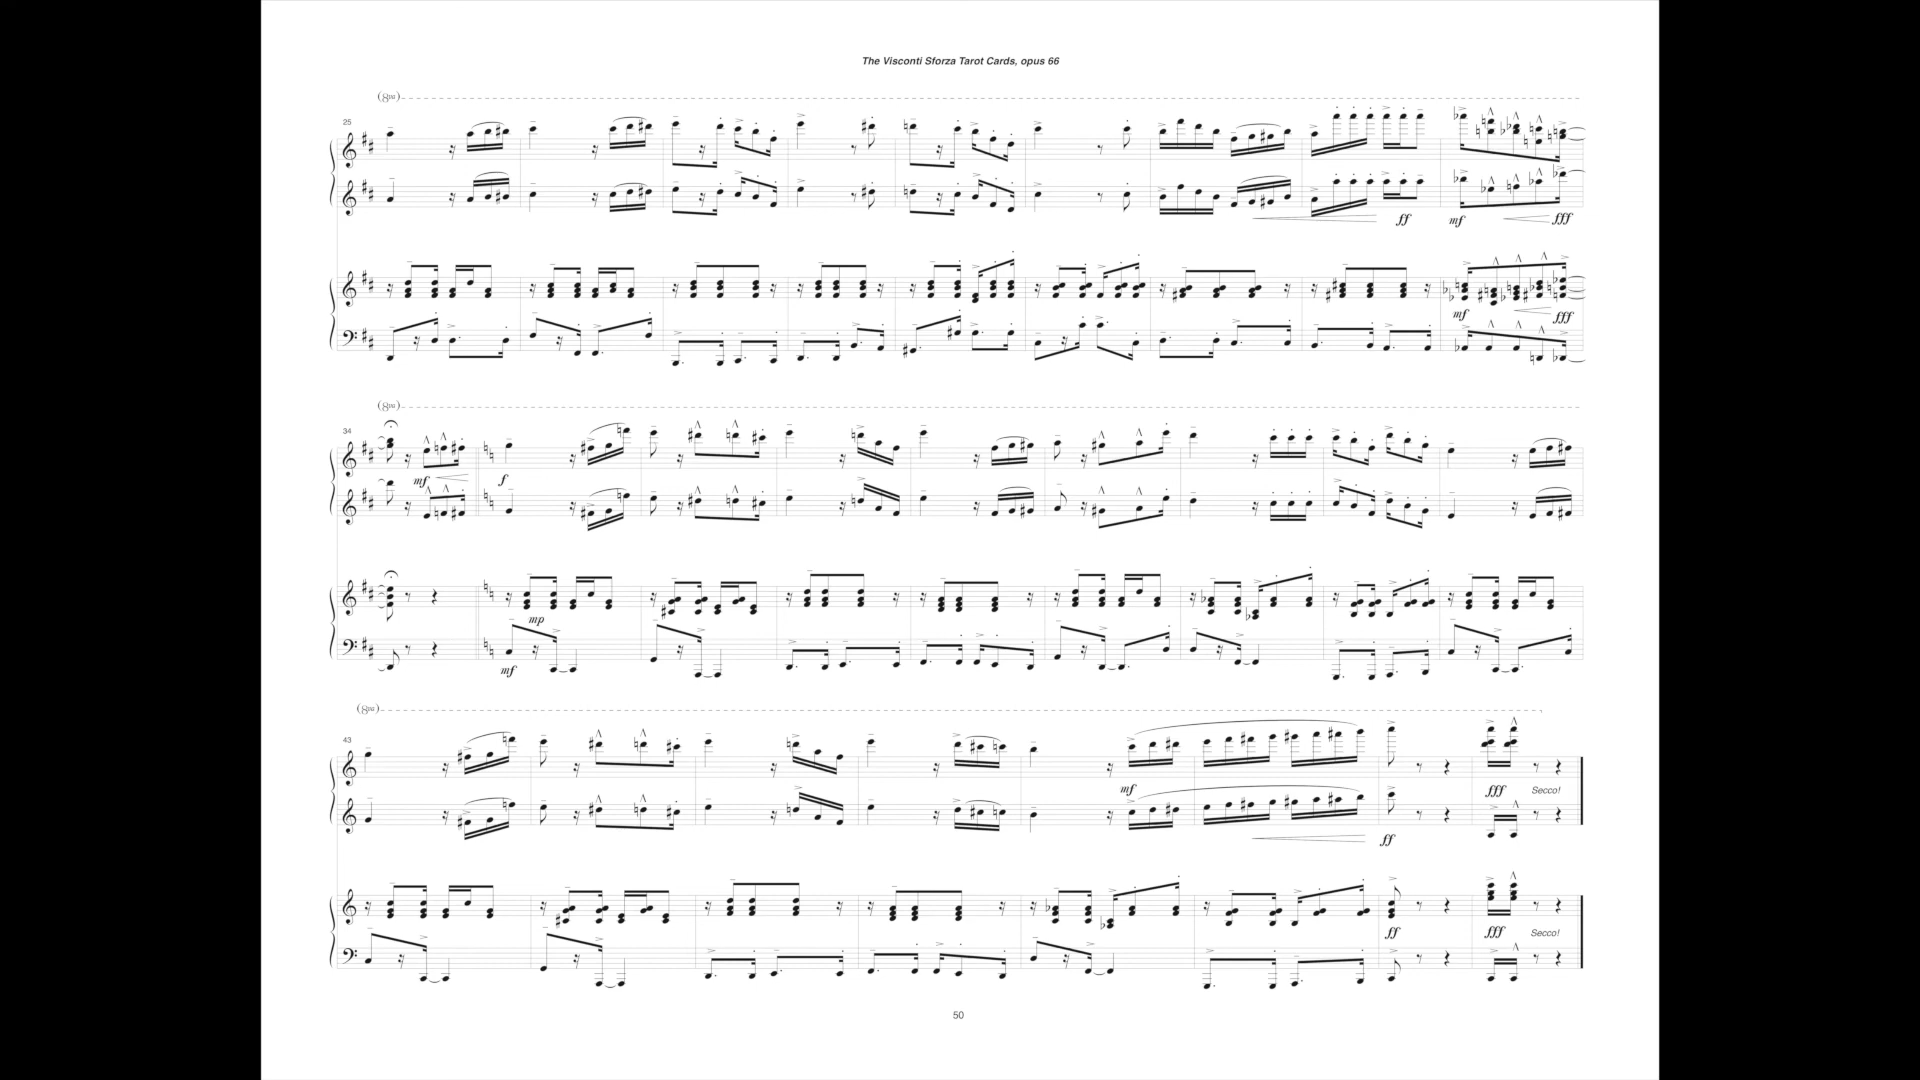 The Visconti Sforza Tarot Cards, opus 66
(8va)
25
ff
mf
fff
mf
fff
(8va)
34
mf
f
mp
mf
(8va)
43
mf
fff
Secco!
ff
ff
fff
Secco!
50